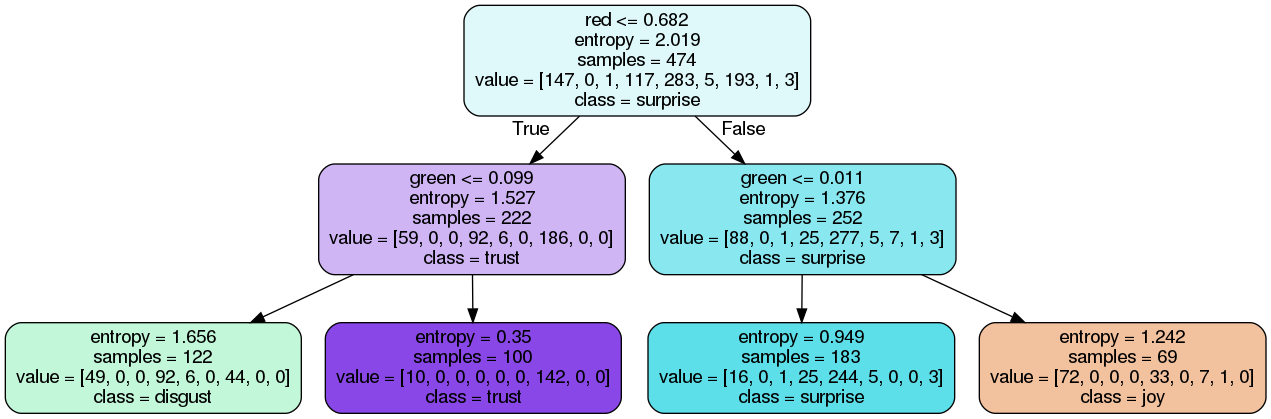 red <= 0.682
entropy = 2.019
samples = 474
value = [147, 0, 1, 117, 283, 5, 193, 1, 3]
class = surprise
True
False
green <= 0.099
entropy = 1.527
samples = 222
value = [59, 0, 0, 92, 6, 0, 186, 0, 0]
class = trust
green <= 0.011
entropy = 1.376
samples = 252
value = [88, 0, 1, 25, 277, 5, 7, 1, 3]
class = surprise
entropy = 1.656
samples = 122
value = [49, 0, 0, 92, 6, 0, 44, 0, 0]
class = disgust
entropy = 0.35
samples = 100
value = [10, 0, 0, 0, 0, 0, 142, 0, 0]
class = trust
entropy = 0.949
samples = 183
value = [16, 0, 1, 25, 244, 5, 0, 0, 3]
class = surprise
entropy = 1.242
samples = 69
value = [72, 0, 0, 0, 33, 0, 7, 1, 0]
class = joy